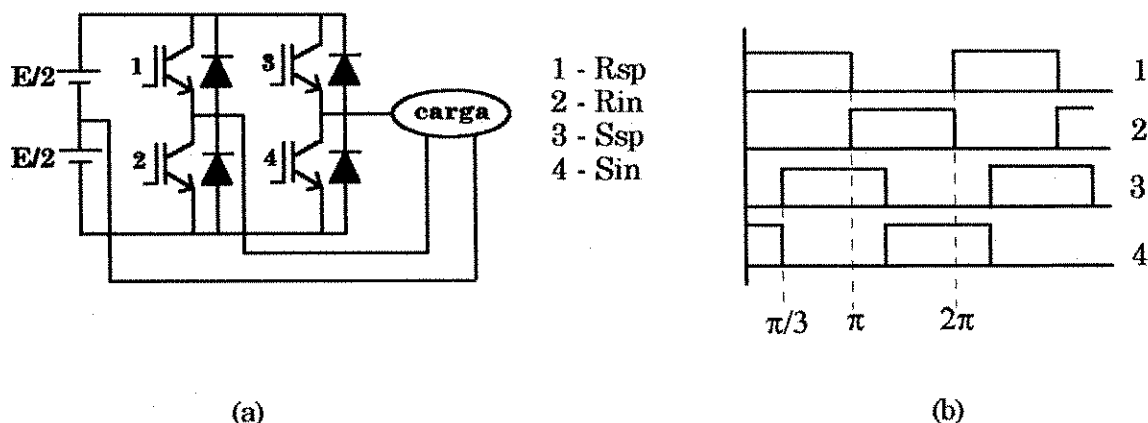 E/2
E/2
1
2
3
4
carga
1 - Rsp
2 - Rin
3 - Ssp
4 - Sin
1
2
3
4
π/3
π
2π
(a)
(b)